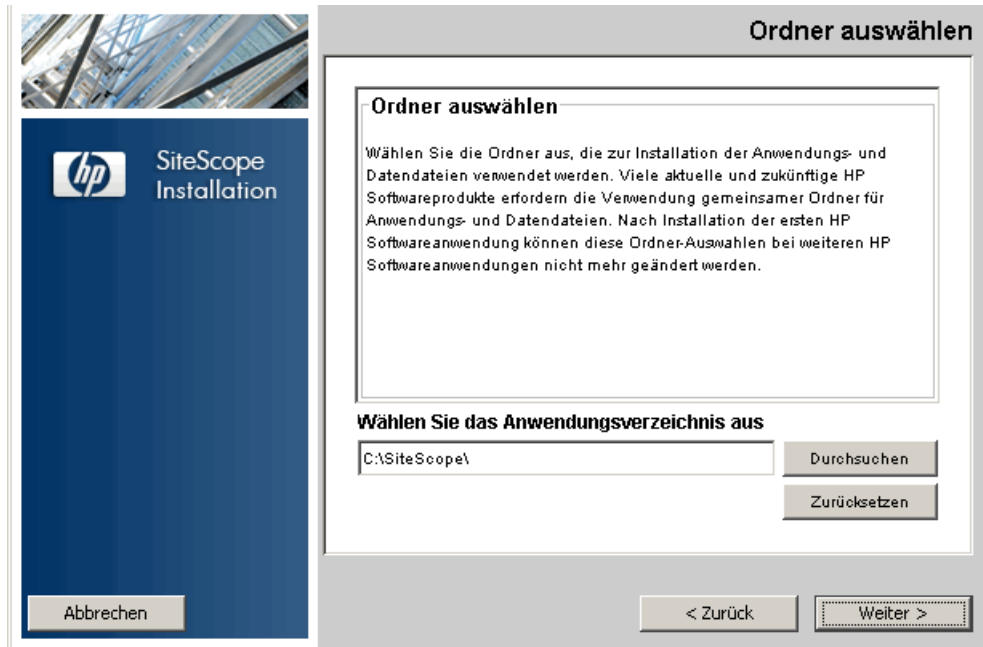 Ordner auswählen
hp
SiteScope
Installation
Ordner auswählen
Wählen Sie die Ordner aus, die zur Installation der Anwendungs- und
Datendateien verwendet werden. Viele aktuelle und zukünftige HP
Softwareprodukte erfordern die Verwendung gemeinsamer Ordner für
Anwendungs- und Datendateien. Nach Installation der ersten HP
Softwareanwendung können diese Ordner-Auswahlen bei weiteren HP
Softwareanwendungen nicht mehr geändert werden.
Wählen Sie das Anwendungsverzeichnis aus
C:\SiteScope\
Durchsuchen
Zurücksetzen
Abbrechen
< Zurück
Weiter >